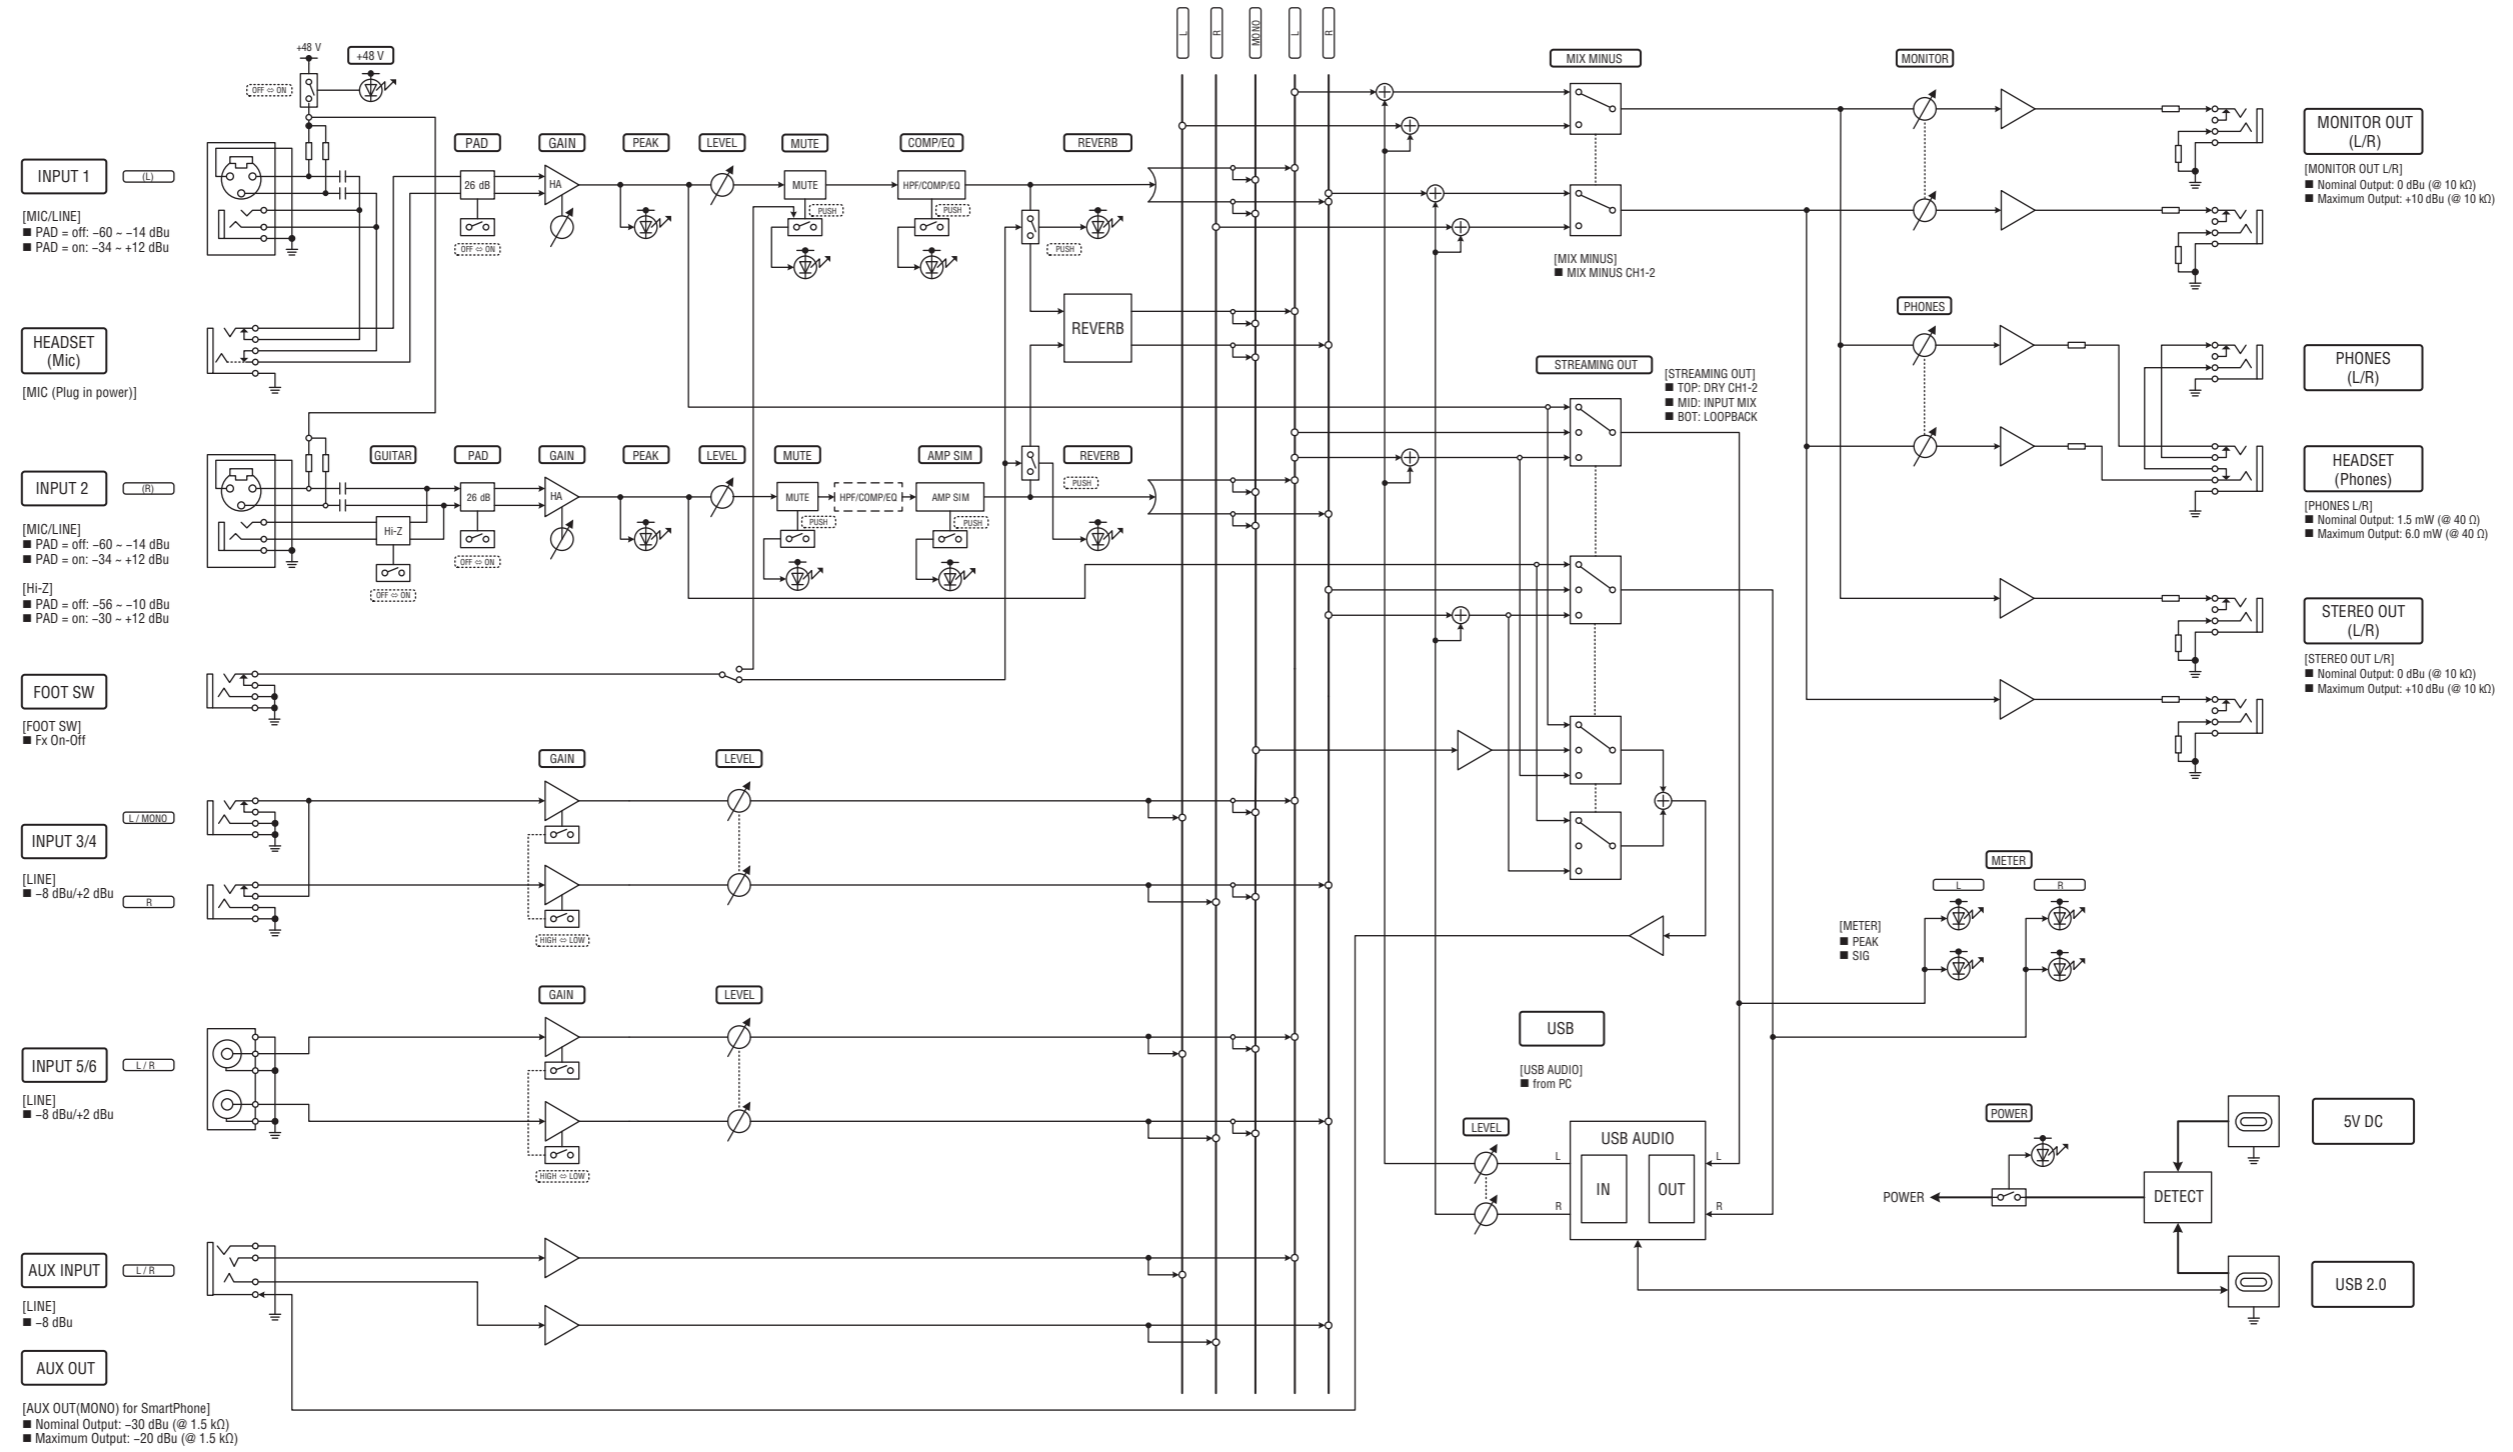 L
R
MONO
L
R
+48 V
+48 V
OFF ⇔ ON
MIX MINUS
MONITOR
INPUT 1
(L)
PAD
GAIN
PEAK
LEVEL
MUTE
COMP/EQ
REVERB
MONITOR OUT
(L/R)
26 dB
HA
MUTE
HPF/COMP/EQ
[MIC/LINE]
■ PAD = off: −60 ~ −14 dBu
■ PAD = on: −34 ~ +12 dBu
OFF ⇔ ON
PUSH
PUSH
PUSH
[MONITOR OUT L/R]
■ Nominal Output: 0 dBu (@ 10 kΩ)
■ Maximum Output: +10 dBu (@ 10 kΩ)
[MIX MINUS]
■ MIX MINUS CH1-2
HEADSET
(Mic)
[MIC (Plug in power)]
REVERB
PHONES
PHONES
(L/R)
STREAMING OUT
[STREAMING OUT]
■ TOP: DRY CH1-2
■ MID: INPUT MIX
■ BOT: LOOPBACK
INPUT 2
(R)
GUITAR
PAD
GAIN
PEAK
LEVEL
MUTE
AMP SIM
REVERB
HEADSET
(Phones)
26 dB
HA
MUTE
HPF/COMP/EQ
AMP SIM
PUSH
PUSH
PUSH
Hi-Z
OFF ⇔ ON
OFF ⇔ ON
[MIC/LINE]
■ PAD = off: −60 ~ −14 dBu
■ PAD = on: −34 ~ +12 dBu
[Hi-Z]
■ PAD = off: −56 ~ −10 dBu
■ PAD = on: −30 ~ +12 dBu
[PHONES L/R]
■ Nominal Output: 1.5 mW (@ 40 Ω)
■ Maximum Output: 6.0 mW (@ 40 Ω)
STEREO OUT
(L/R)
[STEREO OUT L/R]
■ Nominal Output: 0 dBu (@ 10 kΩ)
■ Maximum Output: +10 dBu (@ 10 kΩ)
FOOT SW
[FOOT SW]
■ Fx On-Off
GAIN
LEVEL
L / MONO
INPUT 3/4
[LINE]
■ −8 dBu/+2 dBu
R
HIGH ⇔ LOW
METER
L
R
[METER]
■ PEAK
■ SIG
GAIN
LEVEL
INPUT 5/6
L / R
[LINE]
■ −8 dBu/+2 dBu
HIGH ⇔ LOW
USB
[USB AUDIO]
■ from PC
LEVEL
USB AUDIO
L
IN
OUT
L
R
R
POWER
5V DC
POWER
DETECT
USB 2.0
AUX INPUT
L / R
[LINE]
■ −8 dBu
AUX OUT
[AUX OUT(MONO) for SmartPhone]
■ Nominal Output: −30 dBu (@ 1.5 kΩ)
■ Maximum Output: −20 dBu (@ 1.5 kΩ)